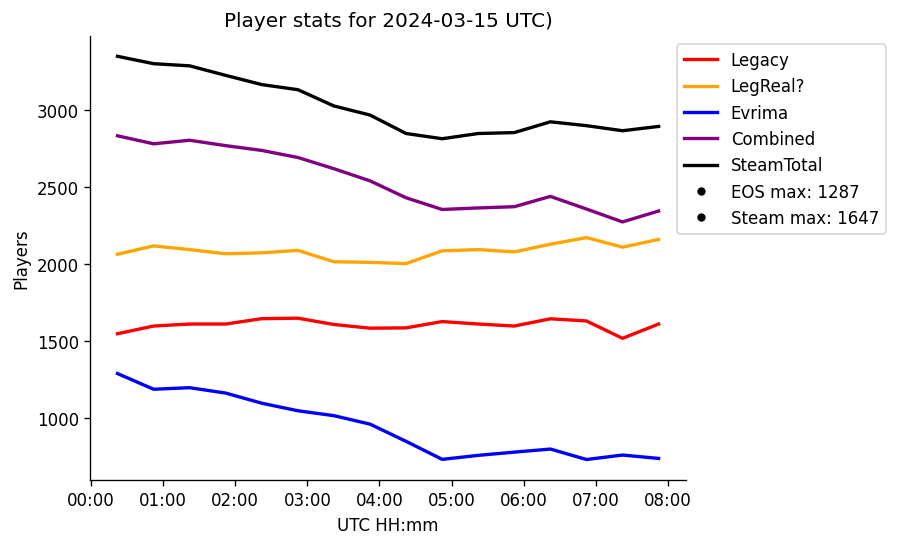 Player stats for 2024-03-15 UTC)
Legacy
LegReal?
Evrima
Combined
SteamTotal
EOS max: 1287
Steam max: 1647
Players
3000
2500
2000
1500
1000
00:00 01:00 02:00 03:00 04:00 05:00 06:00 07:00 08:00
UTC HH:mm